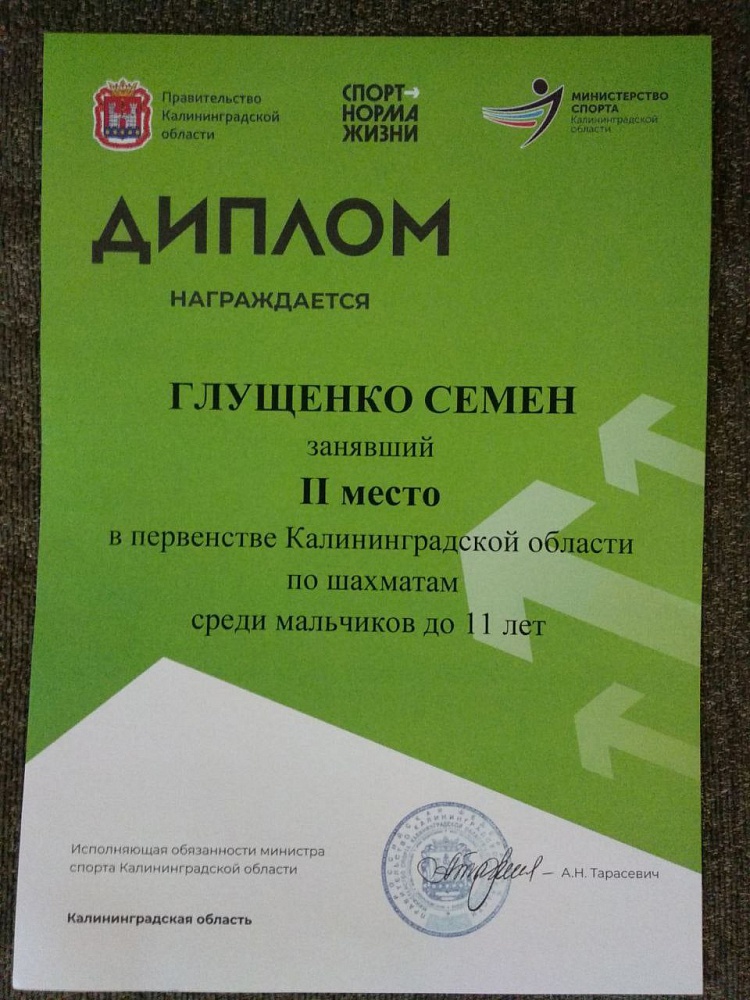 Правительство
Калининградской
области
СПОРТ→
НОРМА
ЖИЗНИ
МИНИСТЕРСТВО
СПОРТА
Калининградской
области
ДИПЛОМ
НАГРАЖДАЕТСЯ
ГЛУЩЕНКО СЕМЕН
занявший
II место
в первенстве Калининградской области
по шахматам
среди мальчиков до 11 лет
Исполняющая обязанности министра
спорта Калининградской области
— А.Н. Тарасевич
Калининградская область